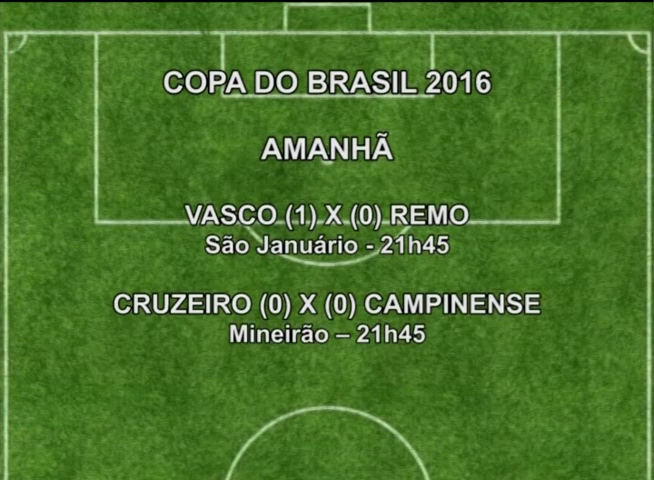 COPA DO BRASIL 2016
AMANHÃ
VASCO (1) X (0) REMO
São Januário - 21h45
CRUZEIRO (0) X (0) CAMPINENSE
Mineirão – 21h45